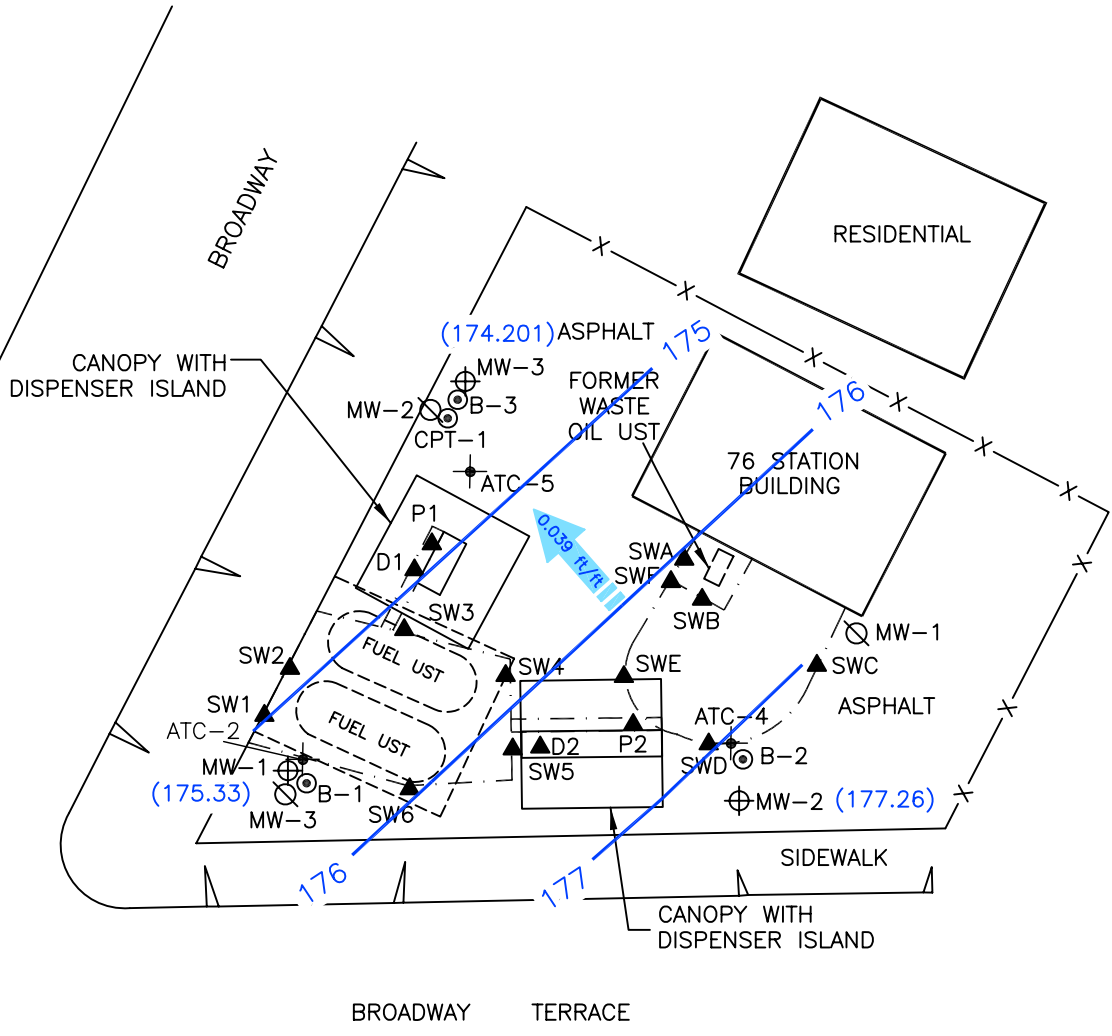 BROADWAY
RESIDENTIAL
(174.201) ASPHALT
175
CANOPY WITH
DISPENSER ISLAND
MW-3
FORMER
WASTE
OIL UST
176
MW-2
B-3
CPT-1
76 STATION
BUILDING
ATC-5
P1
0.039 ft/ft
D1
SWA
SWF
SWB
SW3
MW-1
FUEL UST
SW2
SW4
SWE
SWC
SW1
ASPHALT
ATC-2
FUEL UST
ATC-4
P2
D2
SW5
SWD
B-2
MW-1
(175.33)
B-1
MW-3
SW6
MW-2 (177.26)
SIDEWALK
176
177
CANOPY WITH
DISPENSER ISLAND
BROADWAY TERRACE
X
X
X
X
X
X
X
X
X